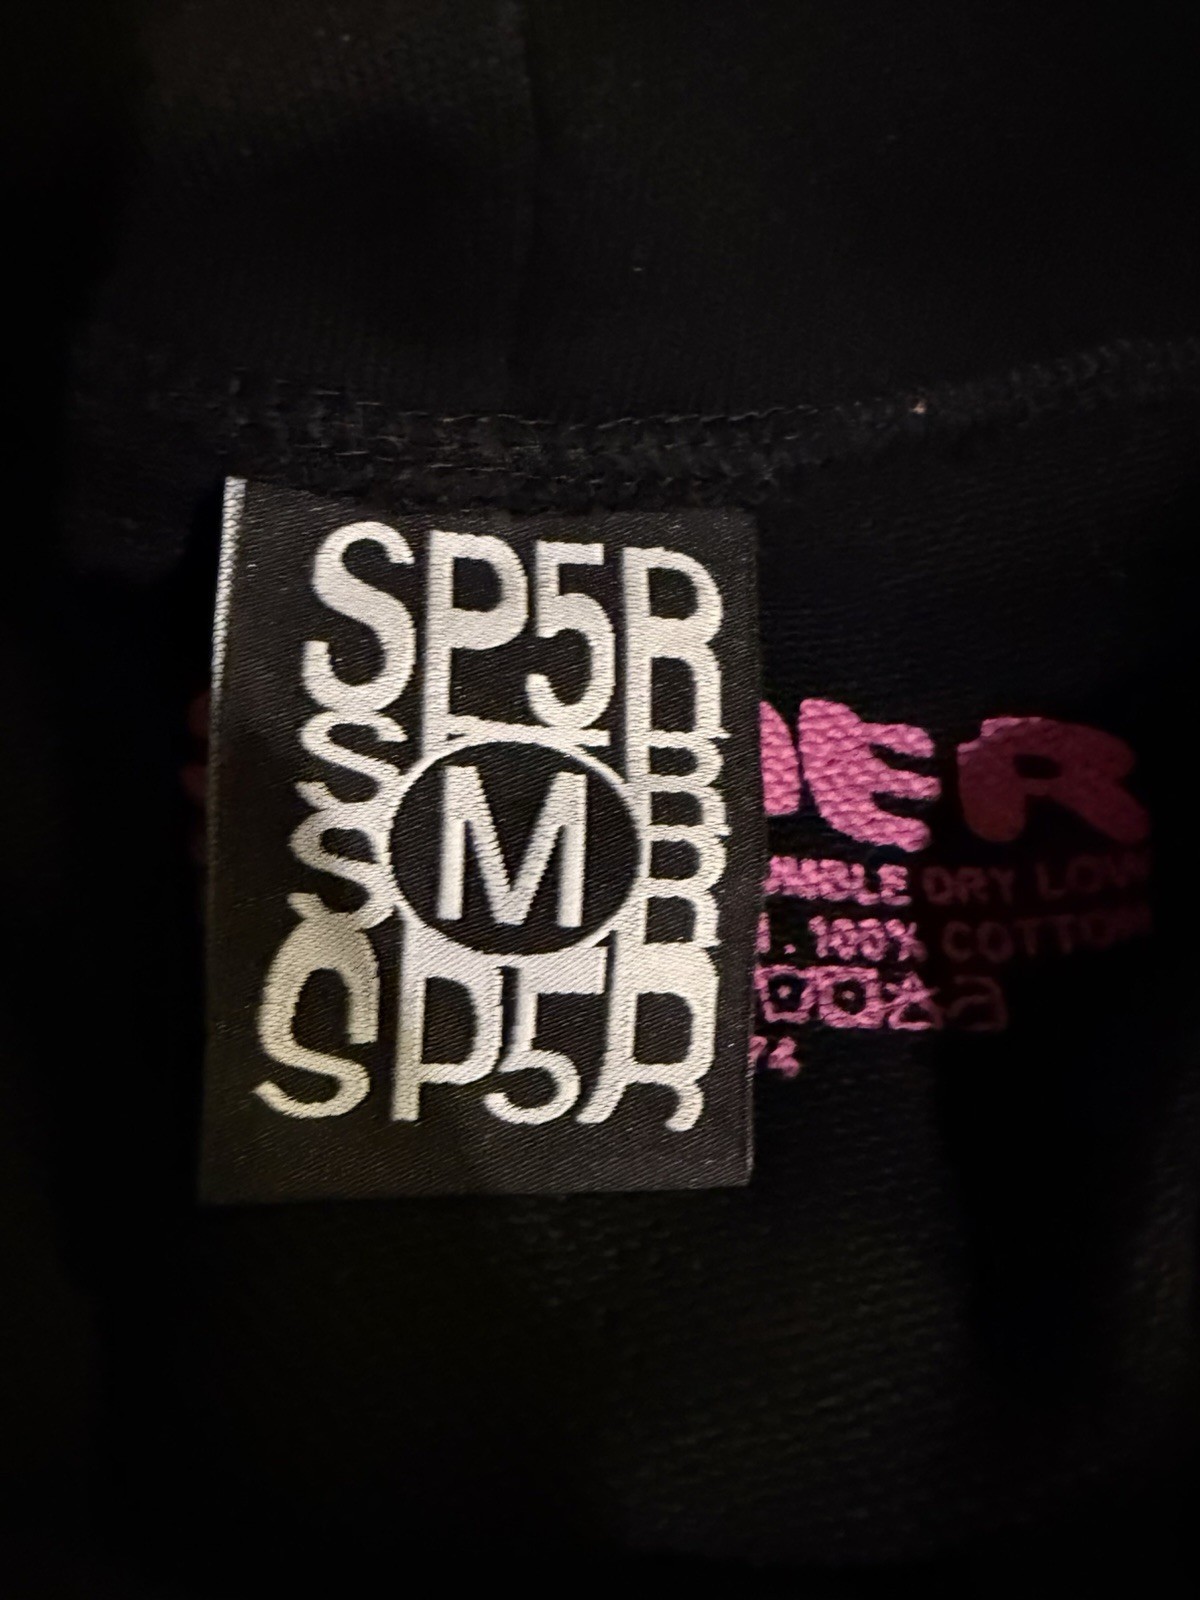 SP5R
S
S
M
SP5R
DRY LOW
. 100% COTTON